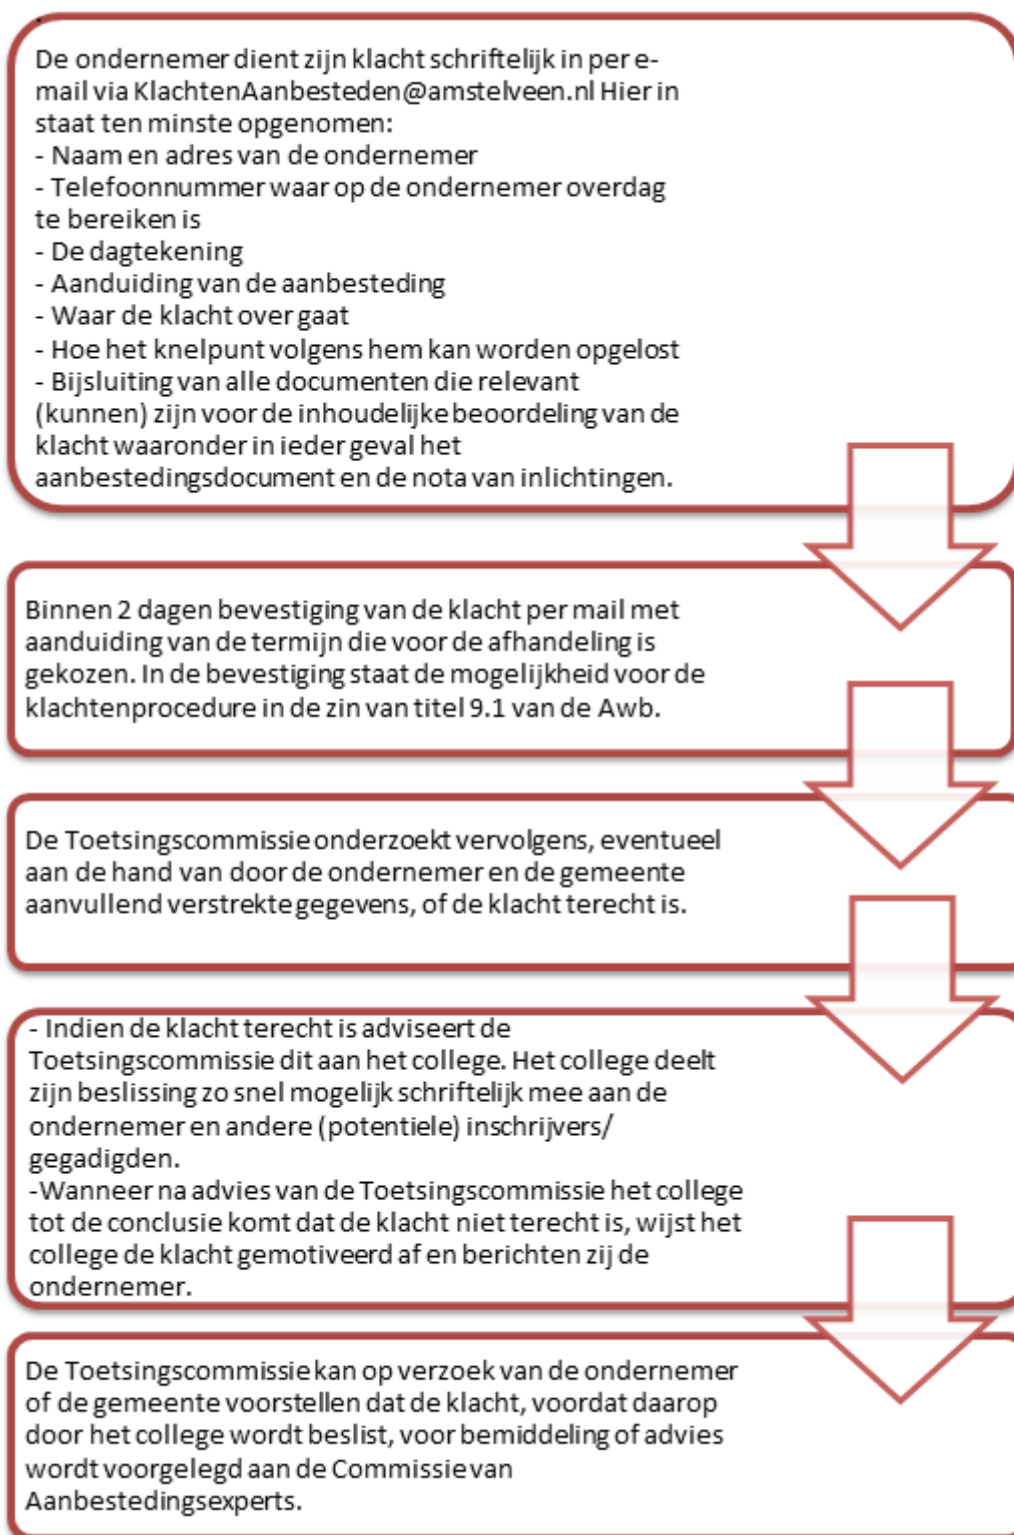 De ondernemer dient zijn klacht schriftelijk in per e-
mail via KlachtenAanbesteden@amstelveen.nl Hier in
staat ten minste opgenomen:
- Naam en adres van de ondernemer
- Telefoonnummer waar op de ondernemer overdag
te bereiken is
- De dagtekening
- Aanduiding van de aanbesteding
- Waar de klacht over gaat
- Hoe het knelpunt volgens hem kan worden opgelost
- Bijsluiting van alle documenten die relevant
(kunnen) zijn voor de inhoudelijke beoordeling van de
klacht waaronder in ieder geval het
aanbestedingsdocument en de nota van inlichtingen.
Binnen 2 dagen bevestiging van de klacht per mail met
aanduiding van de termijn die voor de afhandeling is
gekozen. In de bevestiging staat de mogelijkheid voor de
klachtenprocedure in de zin van titel 9.1 van de Awb.
De Toetsingscommissie onderzoekt vervolgens, eventueel
aan de hand van door de ondernemer en de gemeente
aanvullend verstrekte gegevens, of de klacht terecht is.
- Indien de klacht terecht is adviseert de
Toetsingscommissie dit aan het college. Het college deelt
zijn beslissing zo snel mogelijk schriftelijk mee aan de
ondernemer en andere (potentiele) inschrijvers/
gegadigden.
-Wanneer na advies van de Toetsingscommissie het college
tot de conclusie komt dat de klacht niet terecht is, wijst het
college de klacht gemotiveerd af en berichten zij de
ondernemer.
De Toetsingscommissie kan op verzoek van de ondernemer
of de gemeente voorstellen dat de klacht, voordat daarop
door het college wordt beslist, voor bemiddeling of advies
wordt voorgelegd aan de Commissie van
Aanbestedingsexperts.